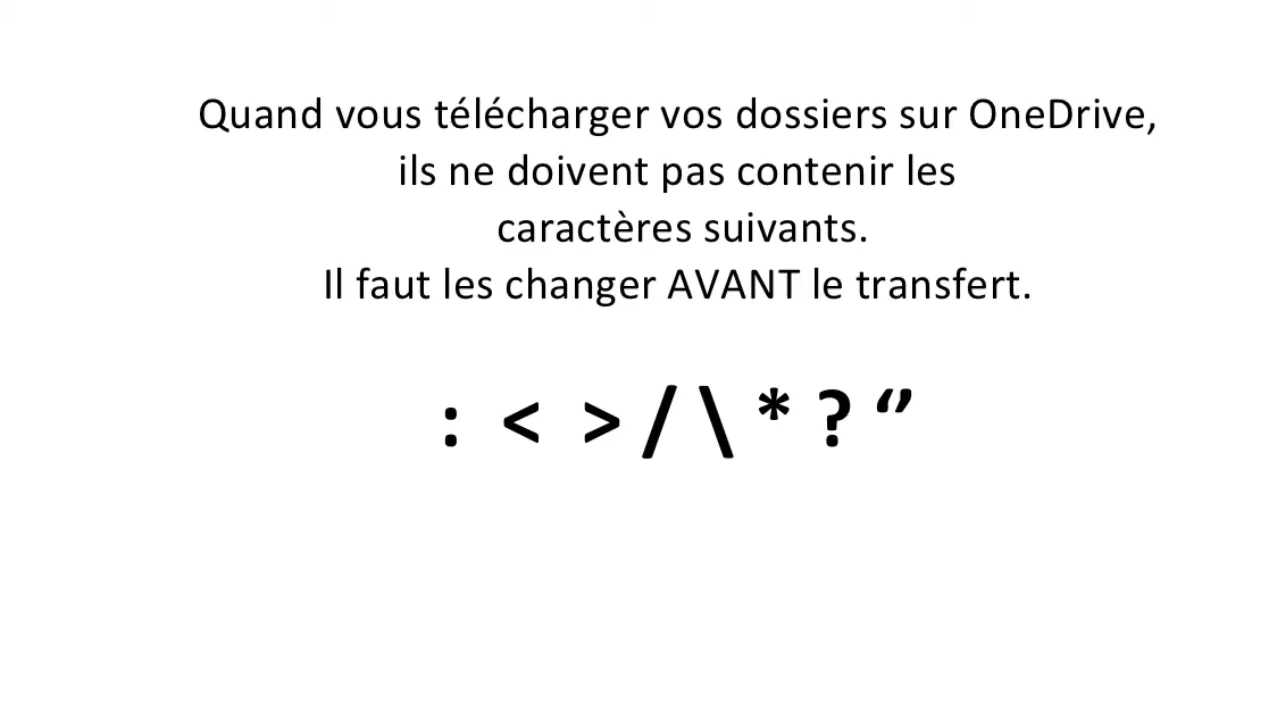 Quand vous télécharger vos dossiers sur OneDrive,
ils ne doivent pas contenir les
caractères suivants.
Il faut les changer AVANT le transfert.
: < > / \ * ? “”